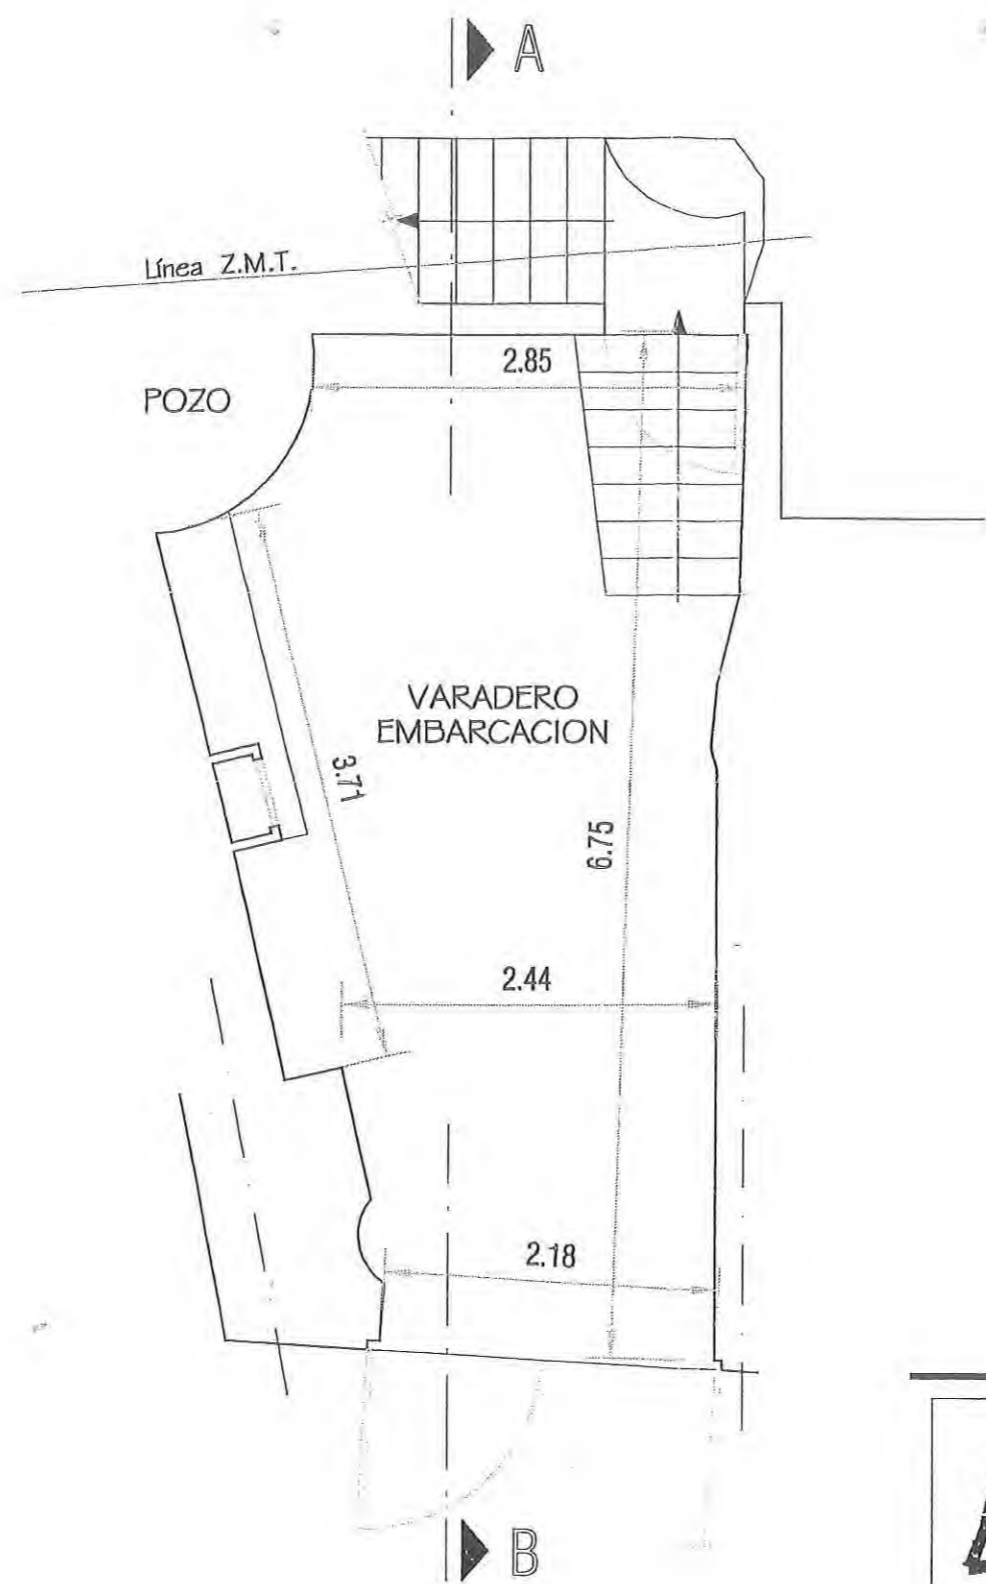 A
Línea Z.M.T.
2.85
POZO
VARADERO
EMBARCACION
3.71
6.75
2.44
2.18
B